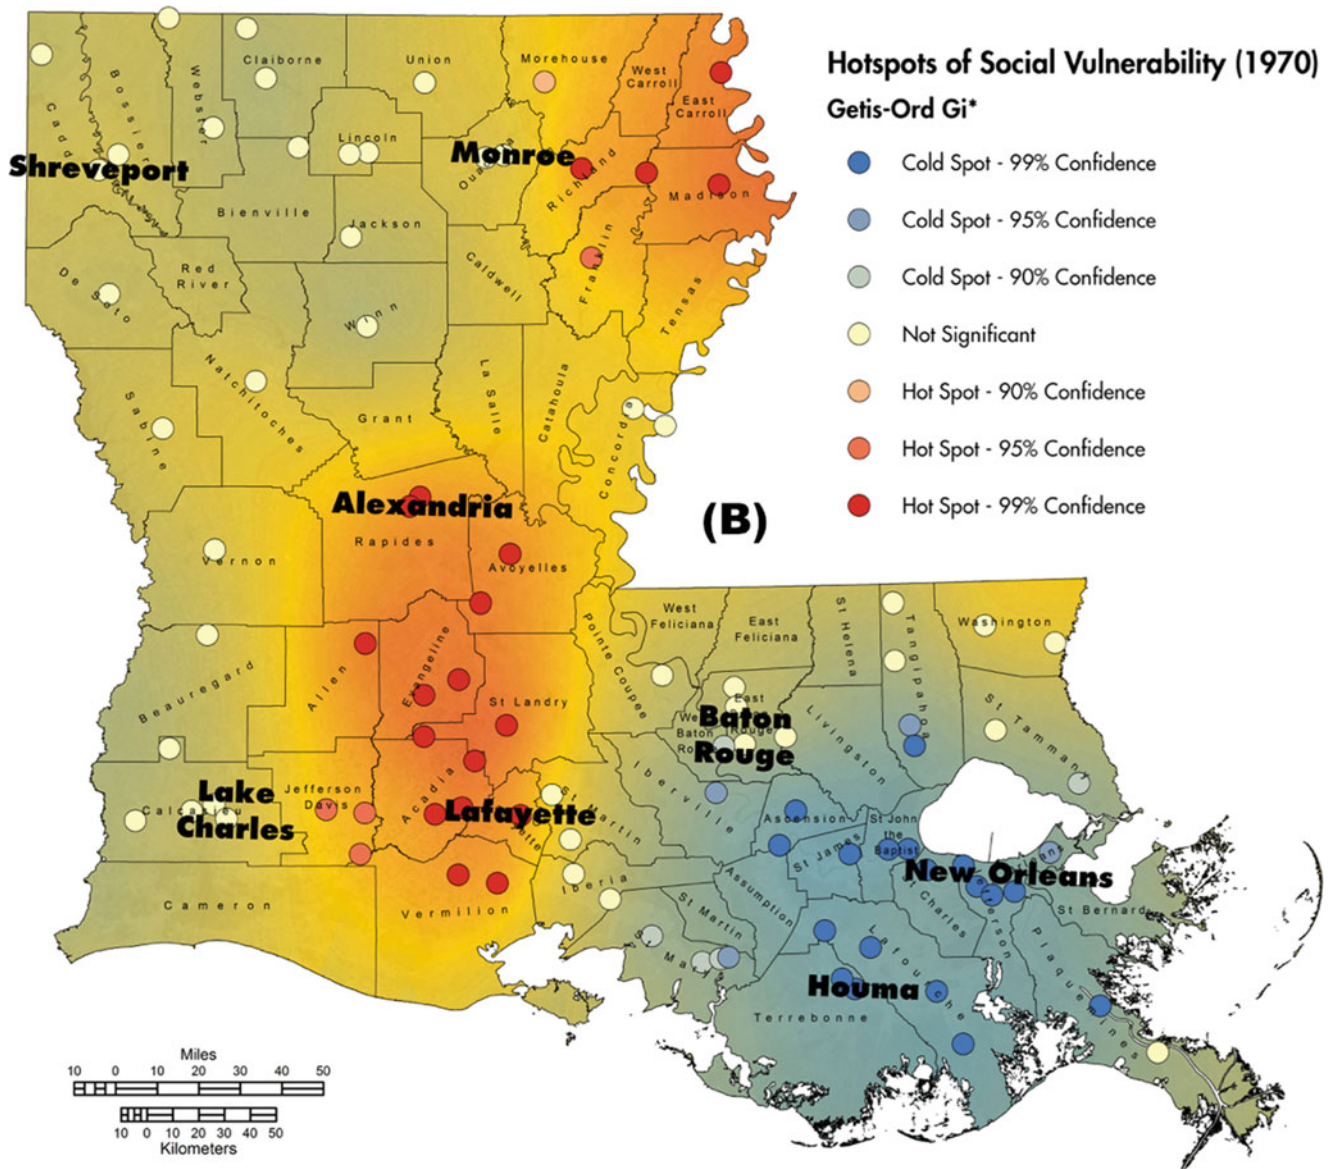 Hotspots of Social Vulnerability (1970)
Getis-Ord Gi*
Cold Spot - 99% Confidence
Cold Spot - 95% Confidence
Cold Spot - 90% Confidence
Not Significant
Hot Spot - 90% Confidence
Hot Spot - 95% Confidence
Hot Spot - 99% Confidence
(B)
Claiborne
Union
Morehouse
West
Carroll
East
Carroll
Bossier
Webster
Lincoln
Shreveport
Monroe
Richland
Madison
Bienville
Jackson
Franklin
De Soto
Red
River
Winn
Caldwell
Tensas
Natchitoches
Sabine
Grant
La Salle
Catahoula
Concordia
Alexandria
Rapides
Avoyelles
Vernon
Beauregard
Allen
Evangeline
St Landry
Pointe Coupee
West
Feliciana
East
Feliciana
St Helena
Tangipahoa
Washington
St Tammany
East
Rouge
Baton
Rouge
Baton
Livingston
Iberville
Lake
Charles
Calcasieu
Jefferson
Davis
Acadia
Lafayette
St Martin
Ascension
St James
St John
the
Baptist
New Orleans
St Bernard
Cameron
Vermilion
Iberia
St Martin
Assumption
Charles
Plaquemines
Mary
Lafourche
Houma
Terrebonne
Miles
10 0 10 20 30 40 50
10 0 10 20 30 40 50
Kilometers